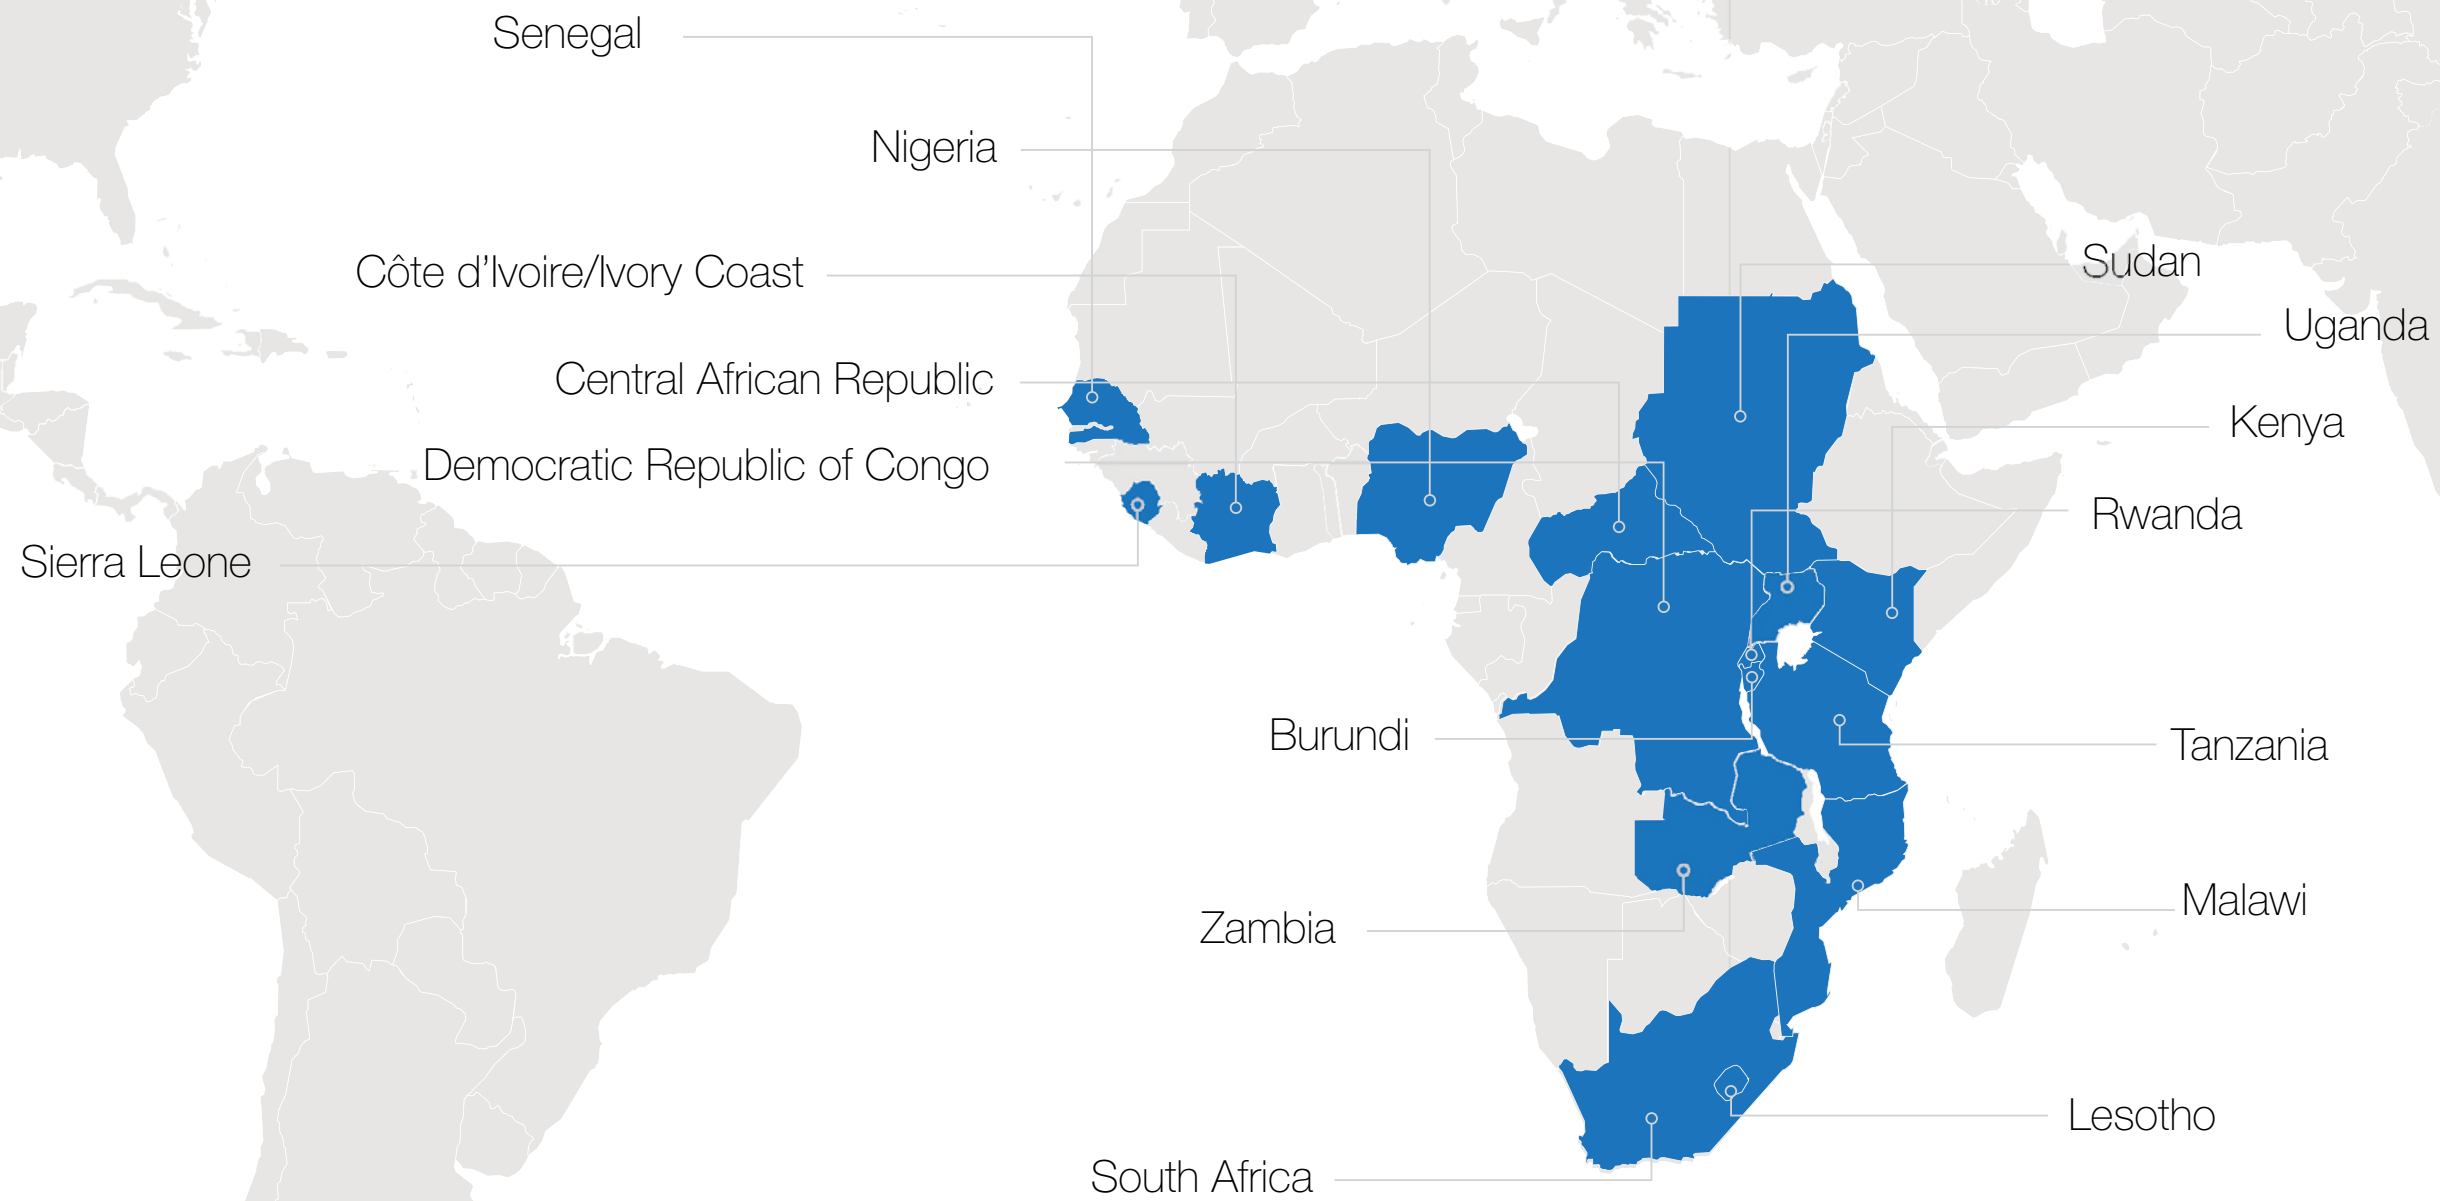 Senegal
Nigeria
Côte d’Ivoire/Ivory Coast
Sudan
Uganda
Central African Republic
Kenya
Democratic Republic of Congo
Rwanda
Sierra Leone
Burundi
Tanzania
Malawi
Zambia
Lesotho
South Africa